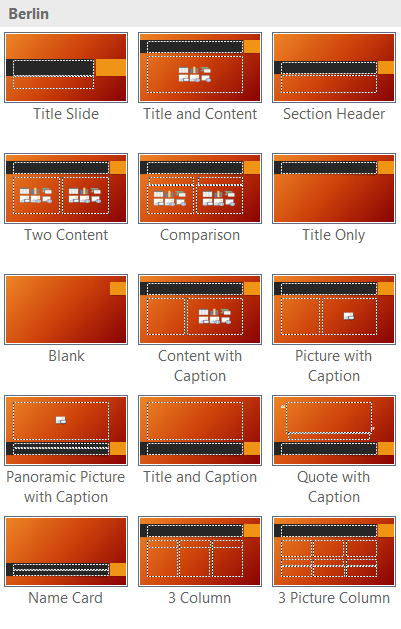 Berlin
Title Slide
Title and Content
Section Header
Two Content
Comparison
Title Only
Blank
Content with
Caption
Picture with
Caption
Panoramic Picture
with Caption
Title and Caption
Quote with
Caption
Name Card
3 Column
3 Picture Column